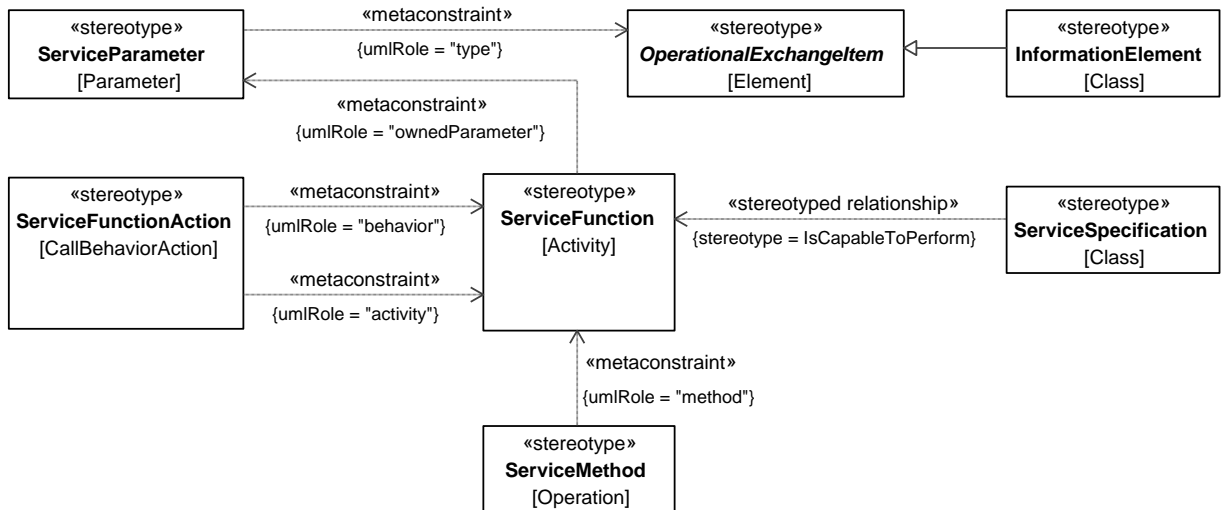 «stereotype»
ServiceParameter
[Parameter]
«metaconstraint»
{umlRole = "type"}
«stereotype»
OperationalExchangeItem
[Element]
«stereotype»
InformationElement
[Class]
«metaconstraint»
{umlRole = "ownedParameter"}
«stereotype»
ServiceFunctionAction
[CallBehaviorAction]
«metaconstraint»
{umlRole = "behavior"}
«metaconstraint»
{umlRole = "activity"}
«stereotype»
ServiceFunction
[Activity]
«stereotyped relationship»
{stereotype = IsCapableToPerform}
«stereotype»
ServiceSpecification
[Class]
«metaconstraint»
{umlRole = "method"}
«stereotype»
ServiceMethod
[Operation]